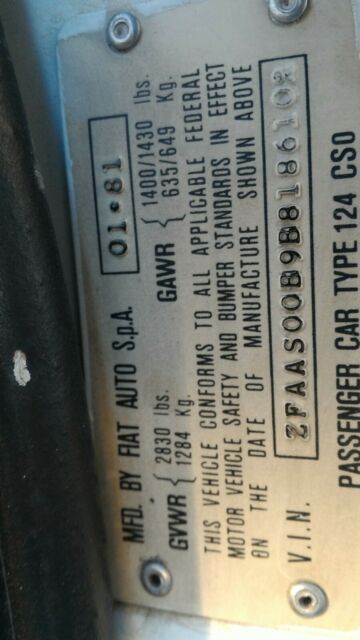 MFD. BY FIAT AUTO S.p.A. 01•81
GVWR { 2830 lbs. 1284 Kg. GAWR { 1400/1430 lbs. 635/649 Kg.
THIS VEHICLE CONFORMS TO ALL APPLICABLE FEDERAL
MOTOR VEHICLE SAFETY AND BUMPER STANDARDS IN EFFECT
ON THE DATE OF MANUFACTURE SHOWN ABOVE
V.I.N. ZFAAS00B9B8186102
PASSENGER CAR TYPE 124 CS0